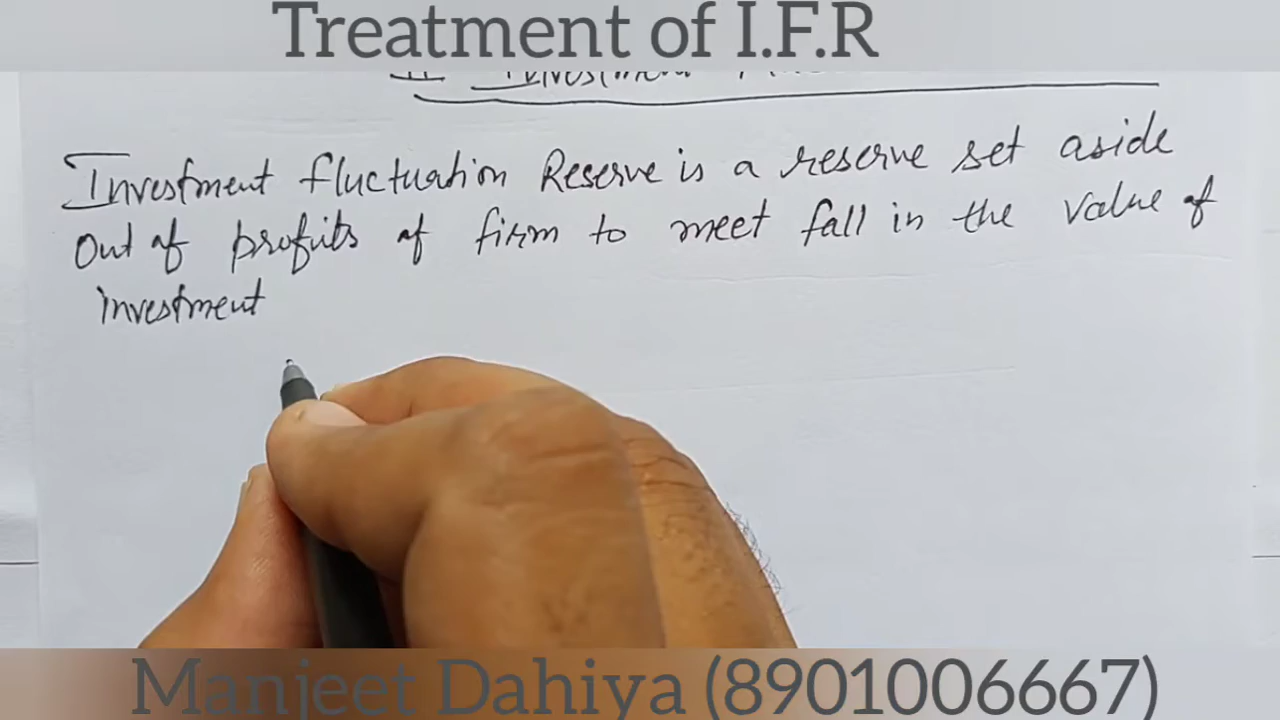 Treatment of I.F.R
Investment
Investment fluctuation Reserve is a reserve set aside
Out of profits of firm to meet fall in the value of
investment
Manjeet Dahiya (8901006667)